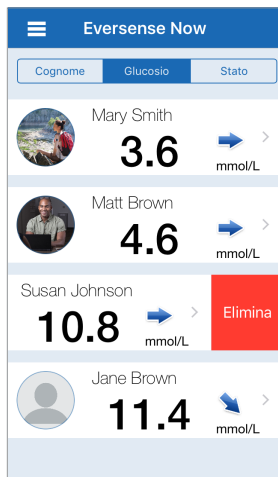 Eversense Now
Cognome Glucosio Stato
Mary Smith
3.6 mmol/L
Matt Brown
4.6 mmol/L
Susan Johnson
10.8 mmol/L Elimina
Jane Brown
11.4 mmol/L